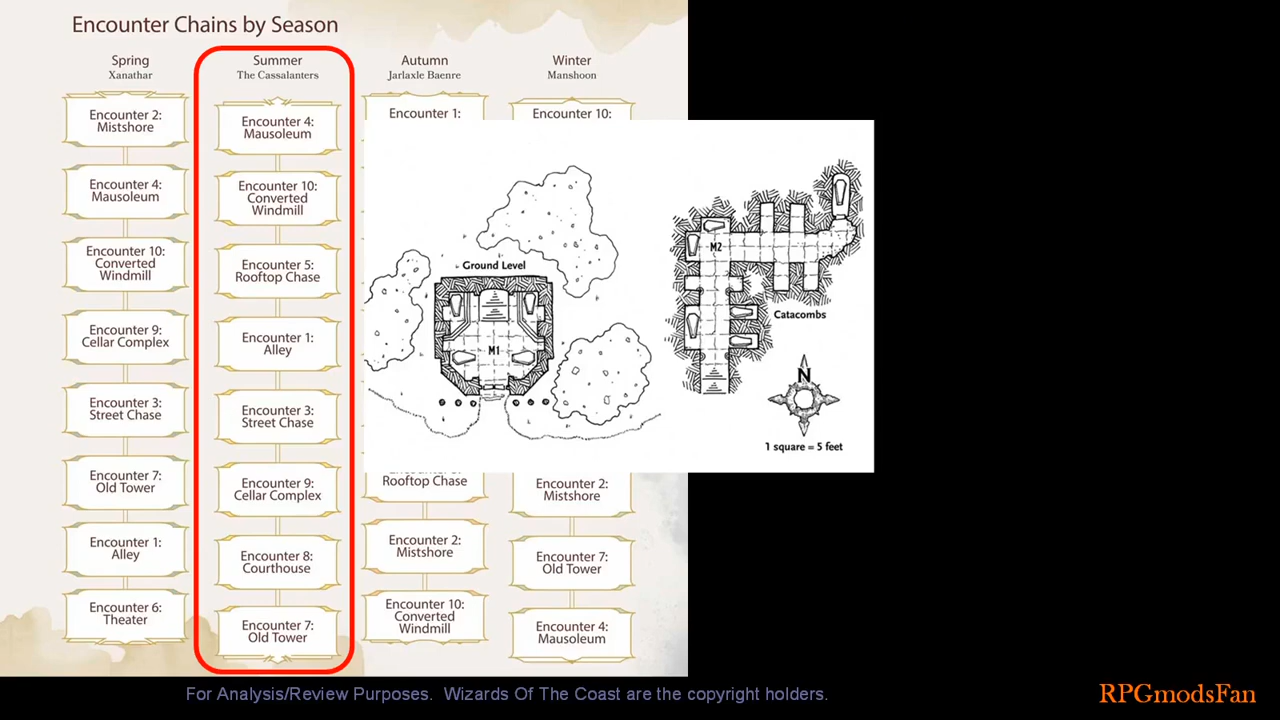 Encounter Chains by Season
Spring
Xanathar
Encounter 2:
Mistshore
Encounter 4:
Mausoleum
Encounter 10:
Converted
Windmill
Encounter 9:
Cellar Complex
Encounter 3:
Street Chase
Encounter 7:
Old Tower
Encounter 1:
Alley
Encounter 6:
Theater
Summer
The Cassalanters
Encounter 4:
Mausoleum
Encounter 10:
Converted
Windmill
Encounter 5:
Rooftop Chase
Encounter 1:
Alley
Encounter 3:
Street Chase
Encounter 9:
Cellar Complex
Encounter 8:
Courthouse
Encounter 7:
Old Tower
Autumn
Jarlaxle Baenre
Encounter 1:
Rooftop Chase
Encounter 2:
Mistshore
Encounter 10:
Converted
Windmill
Winter
Manshoon
Encounter 10:
Encounter 2:
Mistshore
Encounter 7:
Old Tower
Encounter 4:
Mausoleum
Ground Level
M1
M2
Catacombs
N
1 square = 5 feet
For Analysis/Review Purposes. Wizards Of The Coast are the copyright holders.
RPGmodsFan